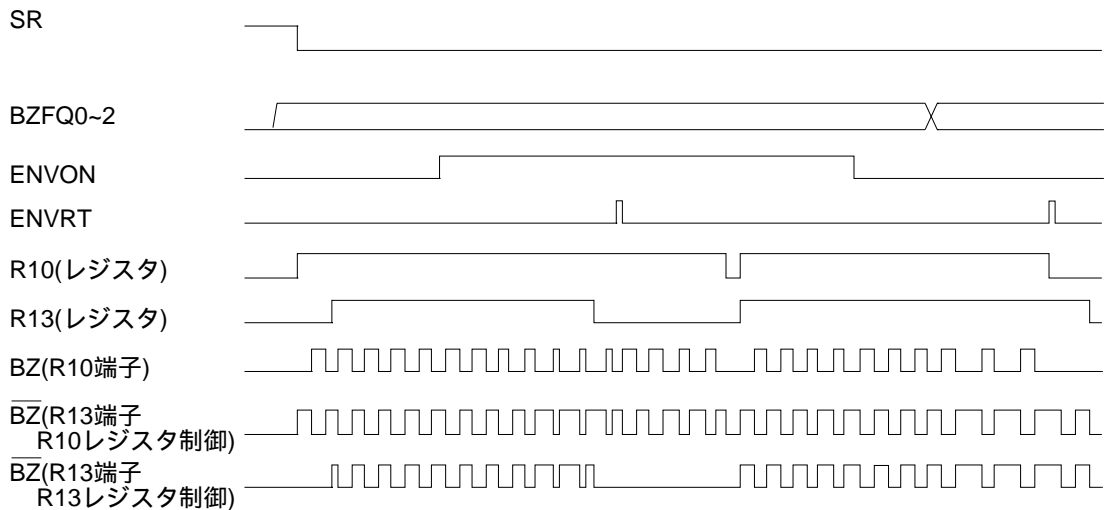 SR
BZFQ0~2
ENVON
ENVRT
R10(レジスタ)
R13(レジスタ)
BZ(R10端子)
BZ(R13端子
R10レジスタ制御)
BZ(R13端子
R13レジスタ制御)